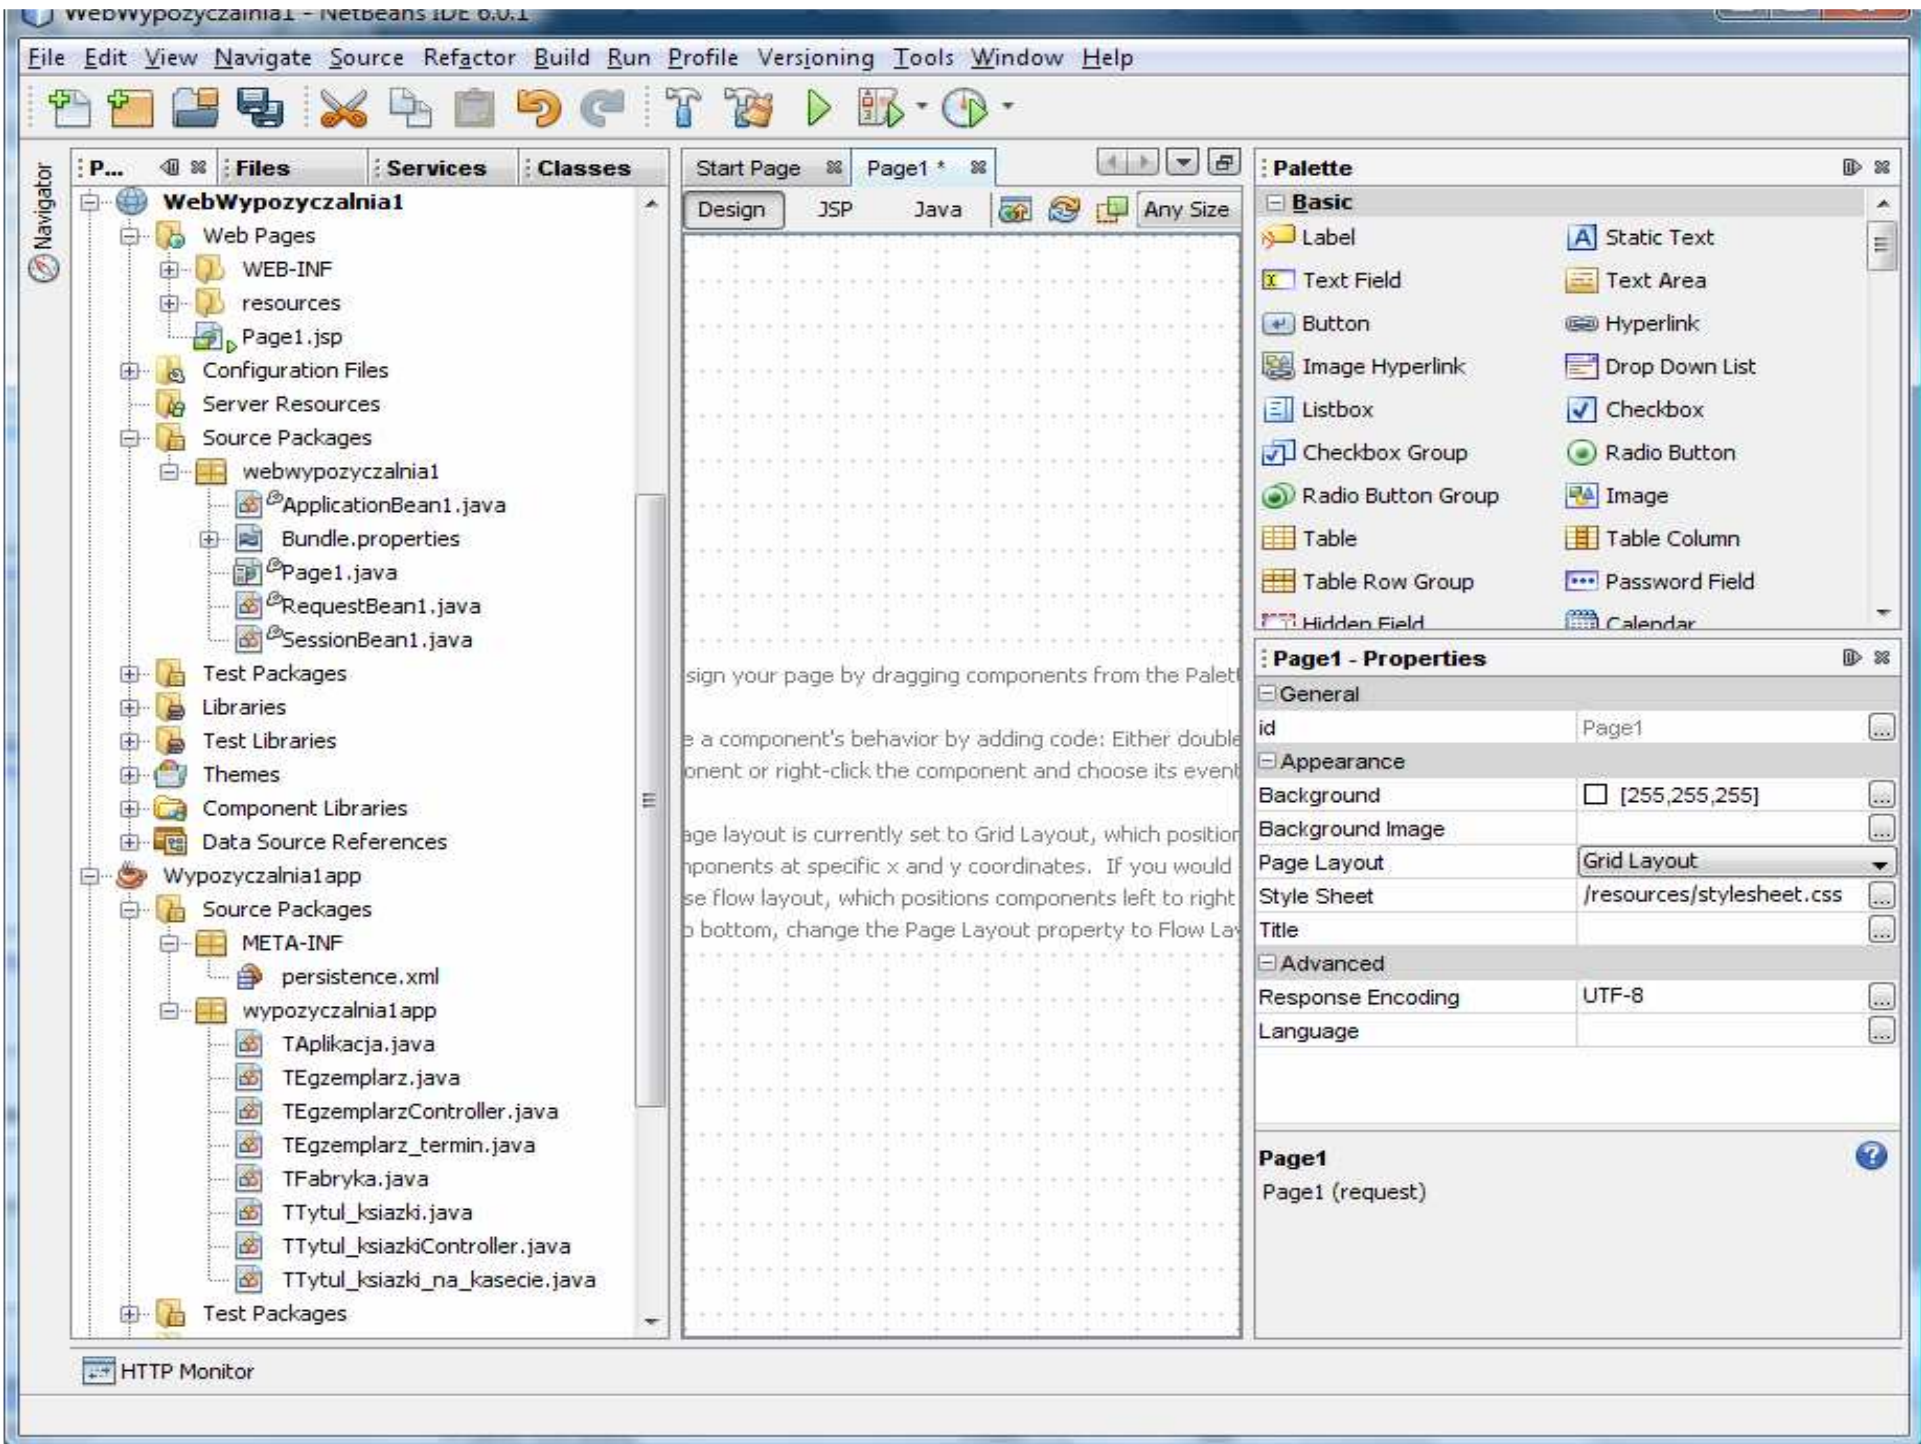 WebWypozyczalnia1 - NetBeans IDE 6.0.1
File Edit View Navigate Source Refactor Build Run Profile Versioning Tools Window Help
Navigator
P... Files Services Classes
WebWypozyczalnia1
Web Pages
WEB-INF
resources
Page1.jsp
Configuration Files
Server Resources
Source Packages
webwypozyczalnia1
ApplicationBean1.java
Bundle.properties
Page1.java
RequestBean1.java
SessionBean1.java
Test Packages
Libraries
Test Libraries
Themes
Component Libraries
Data Source References
Wypozyczalnia1app
Source Packages
META-INF
persistence.xml
wypozyczalnia1app
TAplikacja.java
TEgzemplarz.java
TEgzemplarzController.java
TEgzemplarz_termin.java
TFabryka.java
TTytul_ksiazki.java
TTytul_ksiazkiController.java
TTytul_ksiazki_na_kasecie.java
Test Packages
Start Page Page1 *
Design JSP Java Any Size
sign your page by dragging components from the Palett
e a component's behavior by adding code: Either double
onent or right-click the component and choose its event
age layout is currently set to Grid Layout, which position
nponents at specific x and y coordinates. If you would
se flow layout, which positions components left to right
o bottom, change the Page Layout property to Flow Lay
Palette
Basic
Label Static Text
Text Field Text Area
Button Hyperlink
Image Hyperlink Drop Down List
Listbox Checkbox
Checkbox Group Radio Button
Radio Button Group Image
Table Table Column
Table Row Group Password Field
Hidden Field Calendar
Page1 - Properties
General
id Page1 ...
Appearance
Background [255,255,255] ...
Background Image ...
Page Layout Grid Layout
Style Sheet /resources/stylesheet.css ...
Title ...
Advanced
Response Encoding UTF-8 ...
Language ...
Page1
Page1 (request)
HTTP Monitor